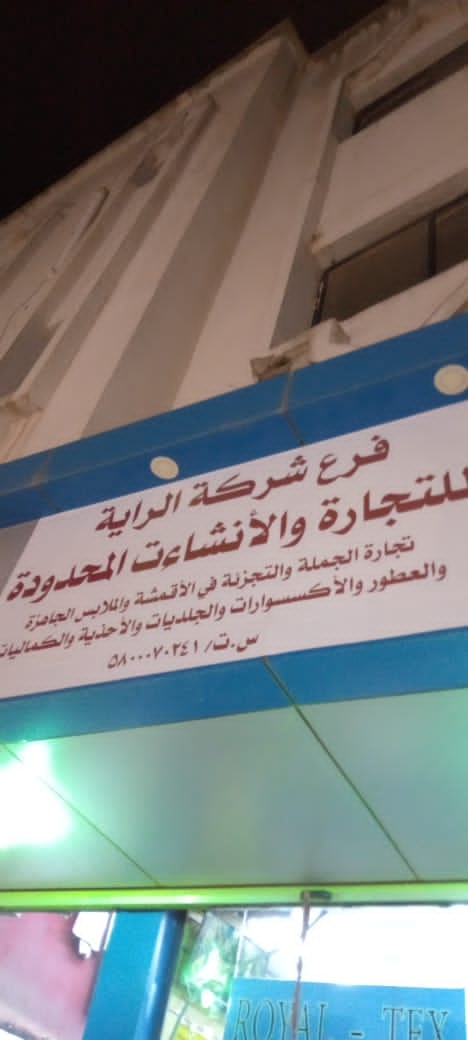 فرع شركة الراية
للتجارة والأنشاءت المحدودة
تجارة الجملة والتجزئة في الأقمشة والملابس الجاهزة
والعطور والأكسسوارات والجلديات والأحذية والكماليات
س.ت/ ٥٨٠٠٠٧٠٢٤١
ROYAL - TEX